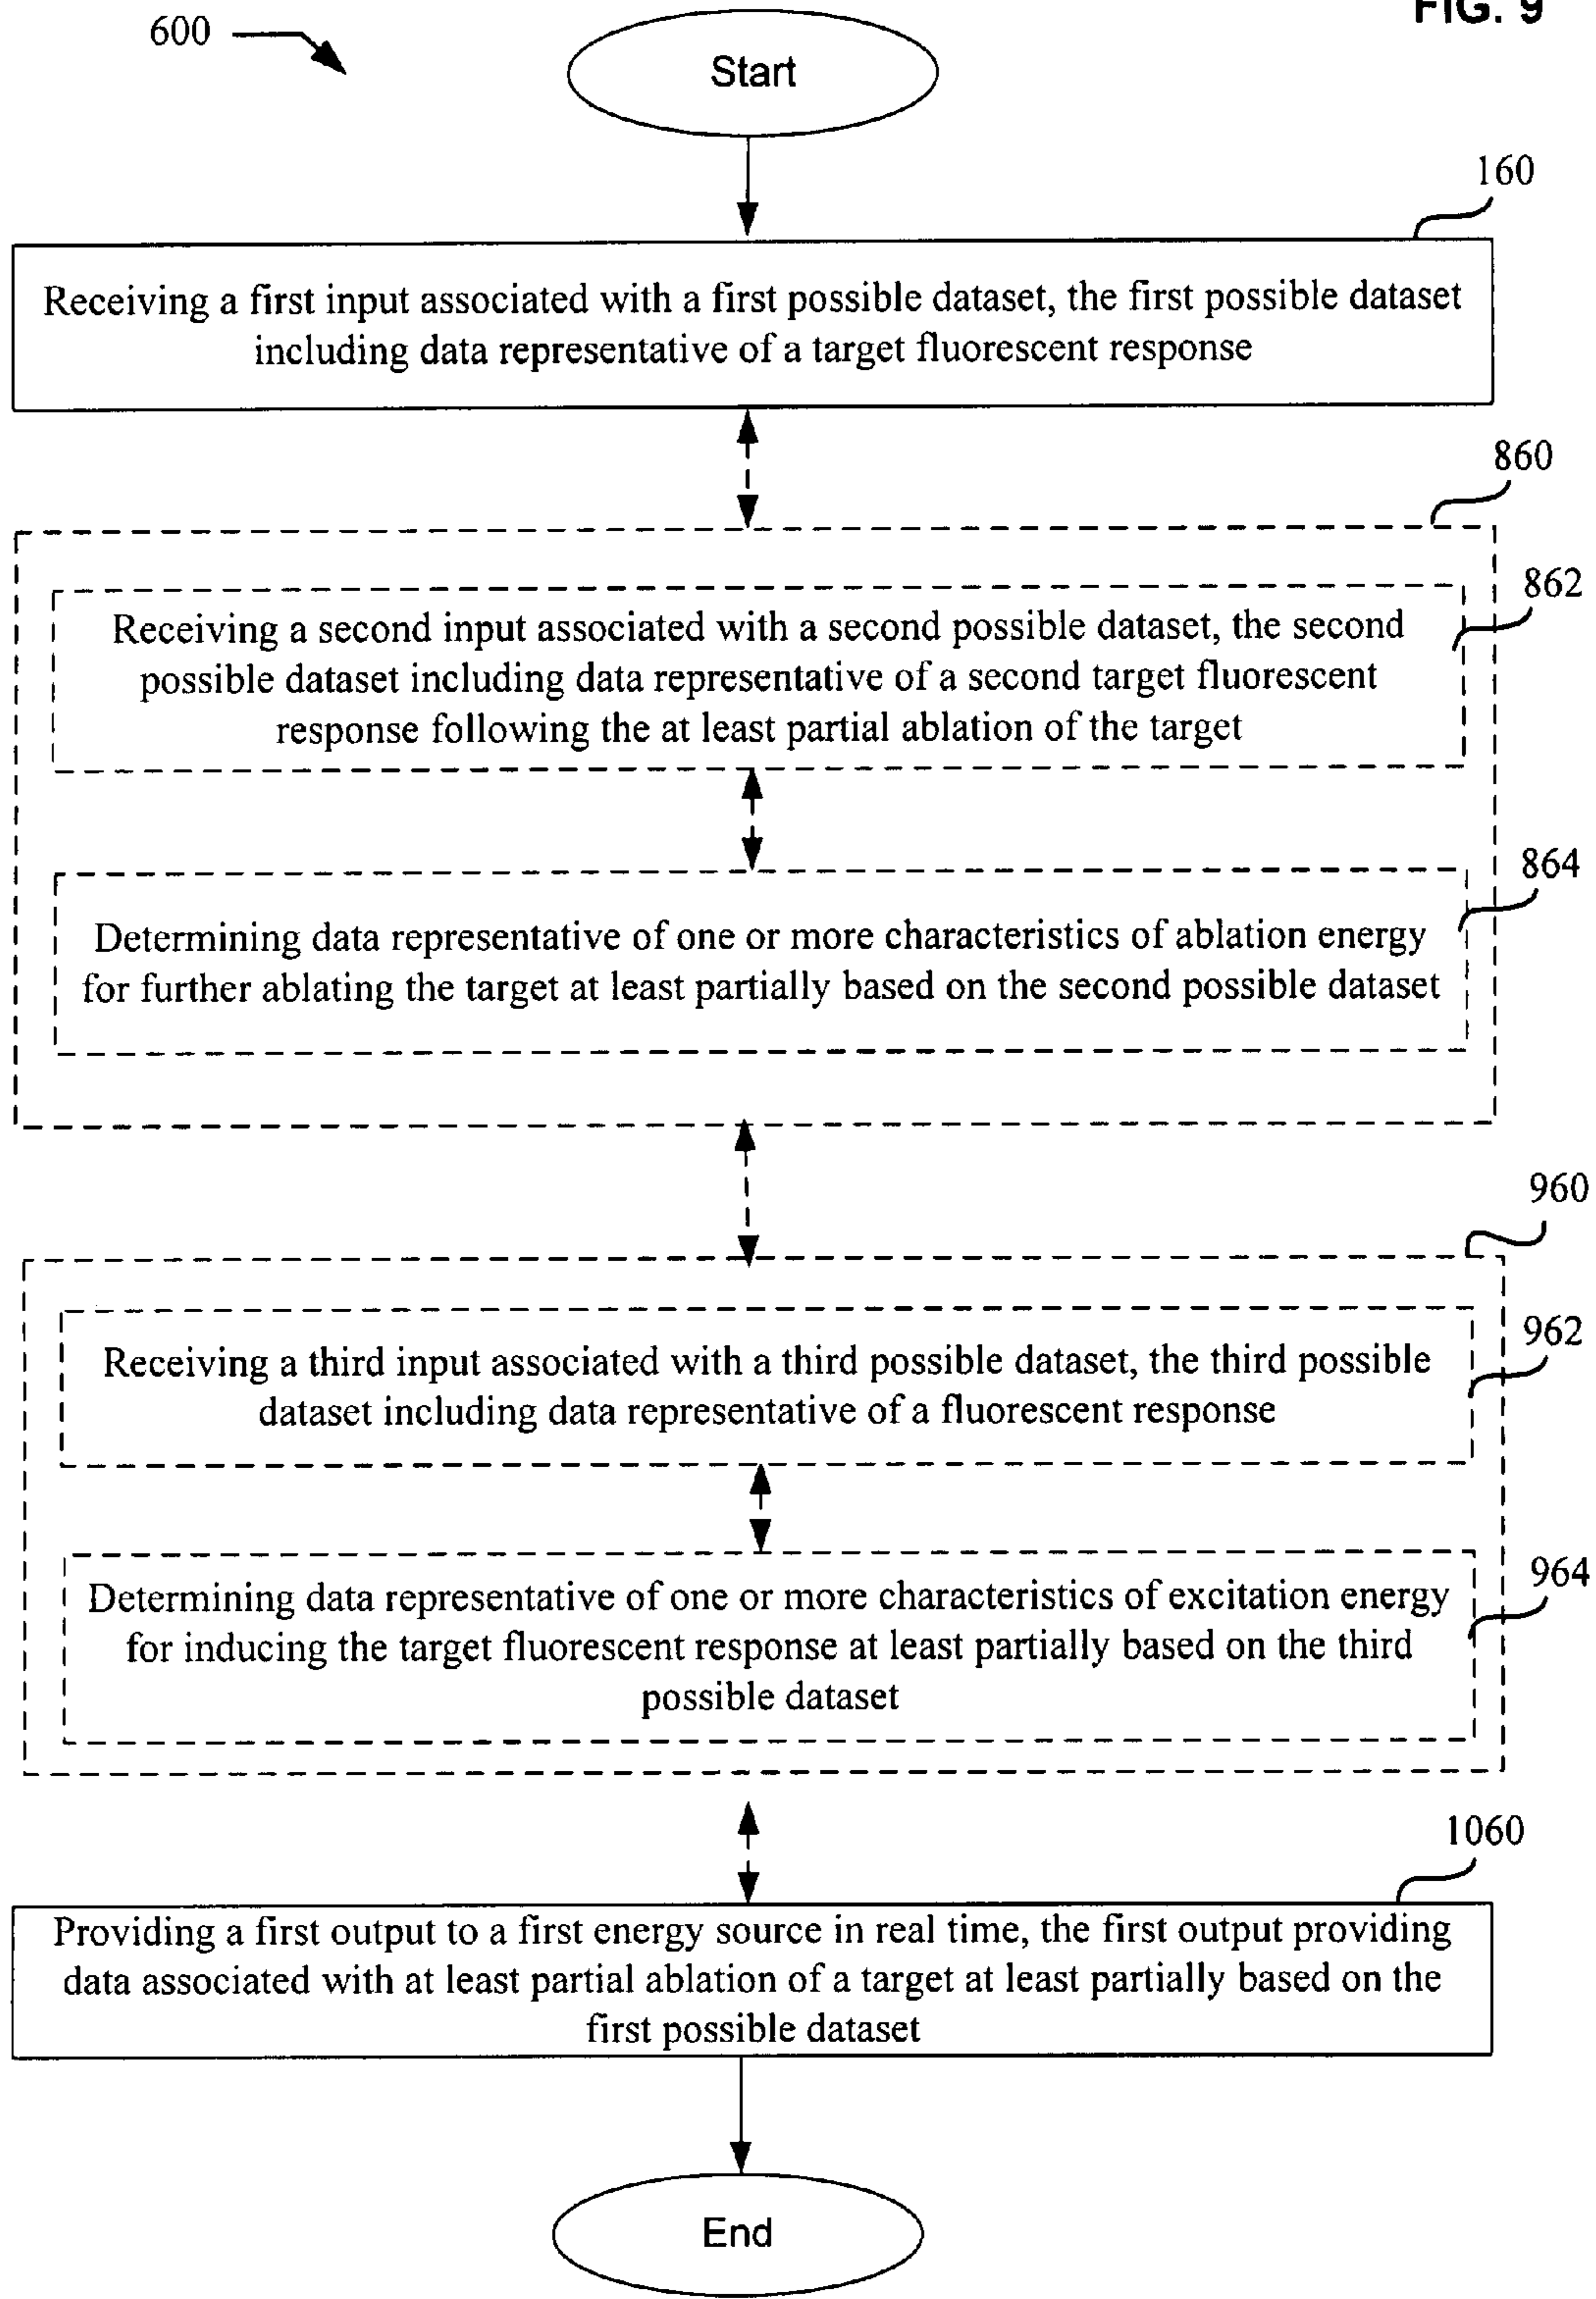 FIG. 9
600
Start
160
Receiving a first input associated with a first possible dataset, the first possible dataset
including data representative of a target fluorescent response
860
862
Receiving a second input associated with a second possible dataset, the second
possible dataset including data representative of a second target fluorescent
response following the at least partial ablation of the target
864
Determining data representative of one or more characteristics of ablation energy
for further ablating the target at least partially based on the second possible dataset
960
962
Receiving a third input associated with a third possible dataset, the third possible
dataset including data representative of a fluorescent response
964
Determining data representative of one or more characteristics of excitation energy
for inducing the target fluorescent response at least partially based on the third
possible dataset
1060
Providing a first output to a first energy source in real time, the first output providing
data associated with at least partial ablation of a target at least partially based on the
first possible dataset
End